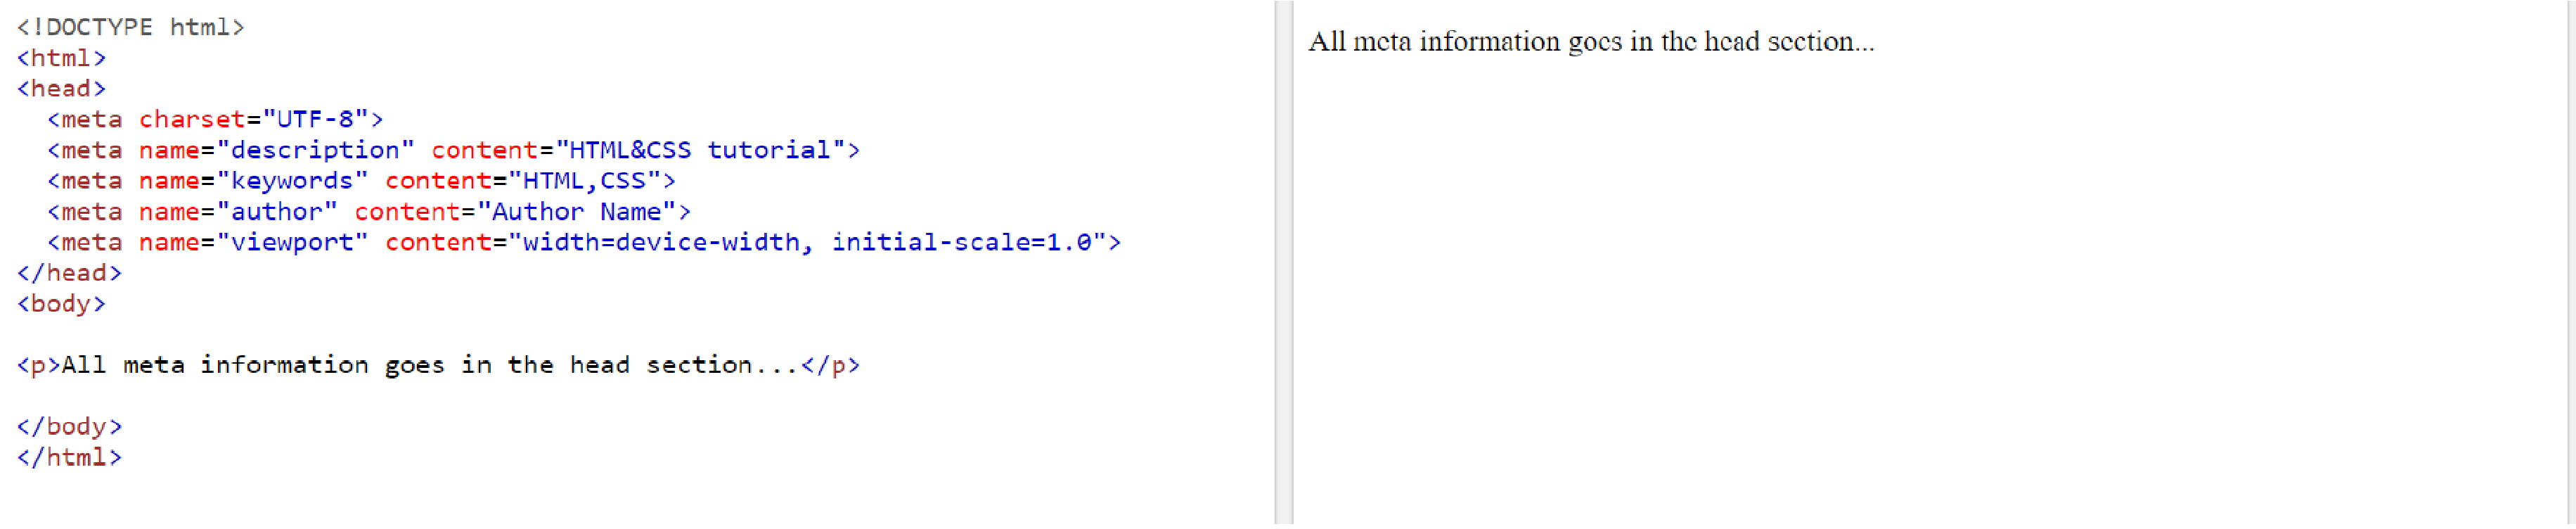 <!DOCTYPE html>
<html>
<head>
  <meta charset="UTF-8">
  <meta name="description" content="HTML&CSS tutorial">
  <meta name="keywords" content="HTML,CSS">
  <meta name="author" content="Author Name">
  <meta name="viewport" content="width=device-width, initial-scale=1.0">
</head>
<body>
<p>All meta information goes in the head section...</p>
</body>
</html>
All meta information goes in the head section...